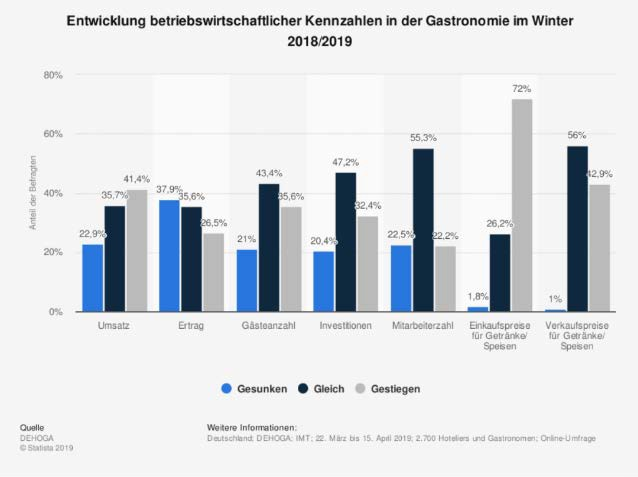 Entwicklung betriebswirtschaftlicher Kennzahlen in der Gastronomie im Winter
2018/2019
80%
60%
40%
20%
0%
Anteil der Befragten
22,9%
35,7%
41,4%
37,9%
35,6%
26,5%
21%
43,4%
35,6%
20,4%
47,2%
32,4%
22,5%
55,3%
22,2%
1,8%
26,2%
72%
1%
56%
42,9%
Umsatz
Ertrag
Gästeanzahl
Investitionen
Mitarbeiterzahl
Einkaufspreise
für Getränke/
Speisen
Verkaufspreise
für Getränke/
Speisen
Gesunken
Gleich
Gestiegen
Quelle
DEHOGA
© Statista 2019
Weitere Informationen:
Deutschland; DEHOGA; IMT; 22. März bis 15. April 2019; 2.700 Hoteliers und Gastronomen; Online-Umfrage